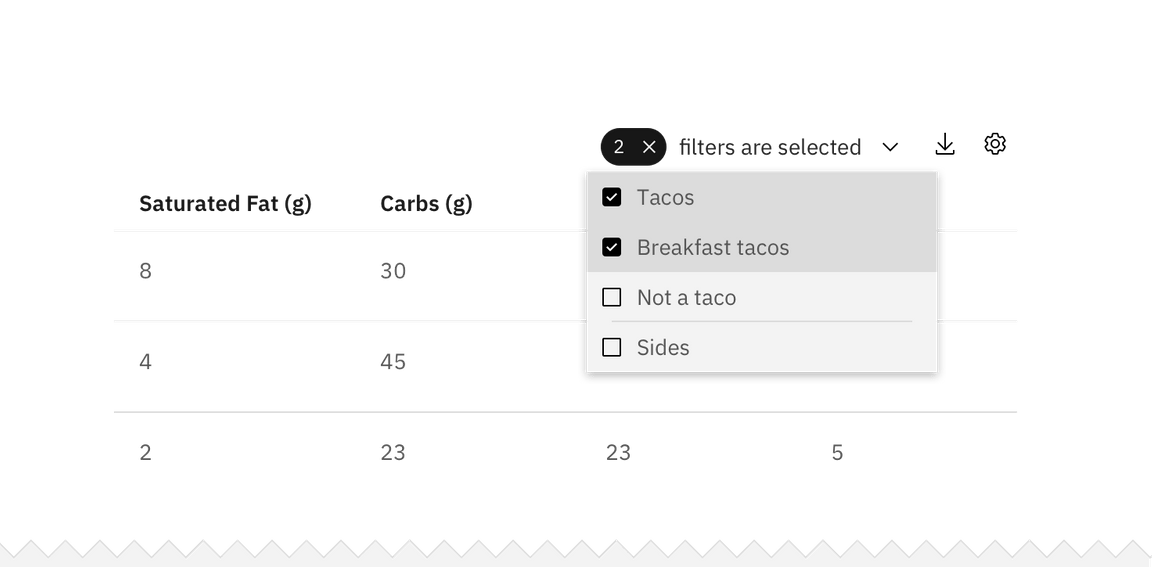 2 filters are selected
Saturated Fat (g) Carbs (g)
Tacos
Breakfast tacos
8 30
Not a taco
Sides
4 45
2 23 23 5